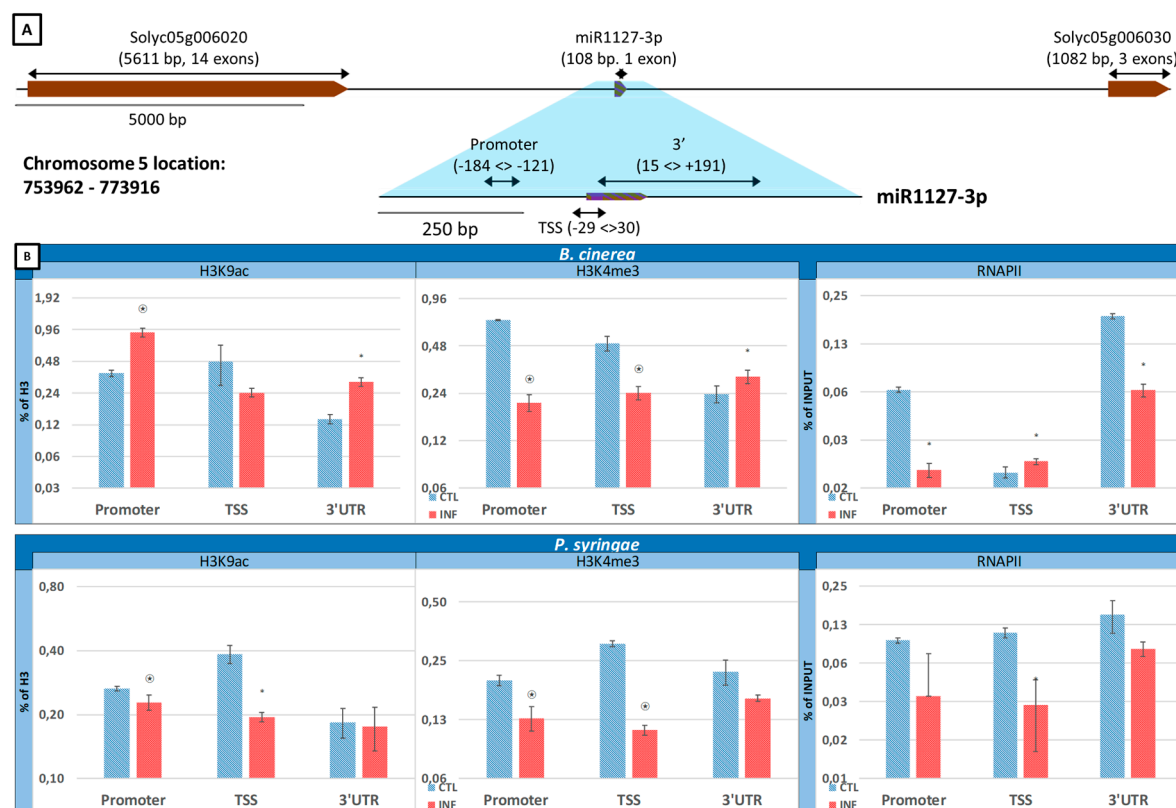 A
Solyc05g006020
(5611 bp, 14 exons)
miR1127-3p
(108 bp. 1 exon)
Solyc05g006030
(1082 bp, 3 exons)
5000 bp
Chromosome 5 location:
753962 - 773916
Promoter
(-184 <> -121)
3’
(15 <> +191)
miR1127-3p
250 bp
TSS (-29 <>30)
B
B. cinerea
H3K9ac
H3K4me3
RNAPII
% of H3
1,92
0,96
0,48
0,24
0,12
0,06
0,03
*
*
Promoter
TSS
3'UTR
0,96
0,48
0,24
0,12
0,06
*
*
*
CTL
INF
Promoter
TSS
3'UTR
% of INPUT
0,25
0,13
0,06
0,03
0,02
*
*
*
CTL
INF
Promoter
TSS
3'UTR
P. syringae
H3K9ac
H3K4me3
RNAPII
% of H3
0,80
0,40
0,20
0,10
*
*
Promoter
TSS
3'UTR
0,50
0,25
0,13
0,06
*
*
CTL
INF
Promoter
TSS
3'UTR
% of INPUT
0,25
0,13
0,06
0,03
0,02
0,01
*
CTL
INF
Promoter
TSS
3'UTR